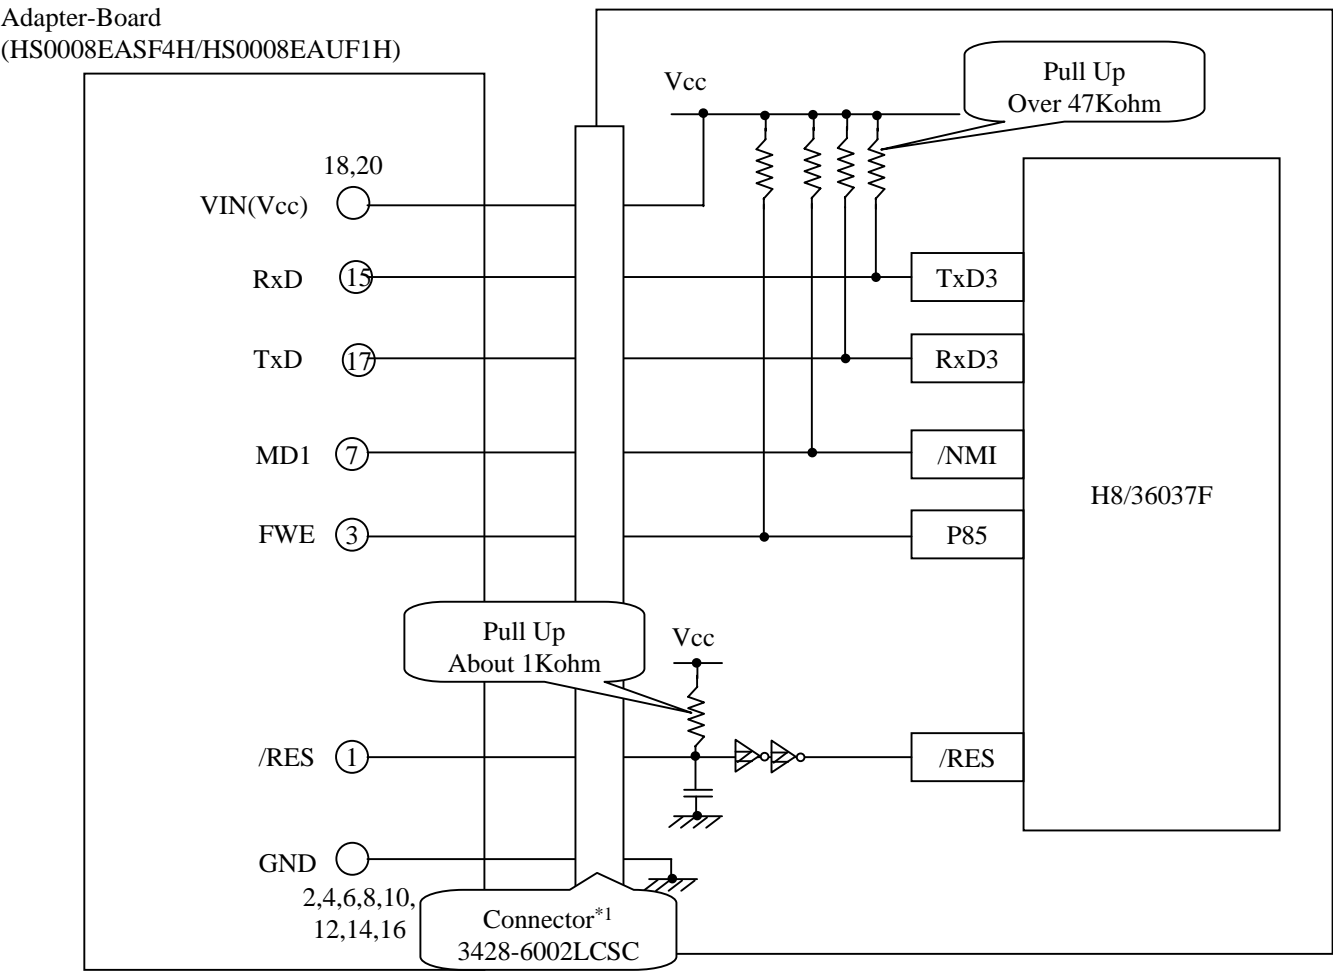 Adapter-Board
(HS0008EASF4H/HS0008EAUF1H)
Vcc
Pull Up
Over 47Kohm
18,20
VIN(Vcc)
RxD
15
TxD3
TxD
17
RxD3
MD1
7
/NMI
H8/36037F
FWE
3
P85
Pull Up
About 1Kohm
Vcc
/RES
1
/RES
GND
2,4,6,8,10,
12,14,16
Connector*1
3428-6002LCSC